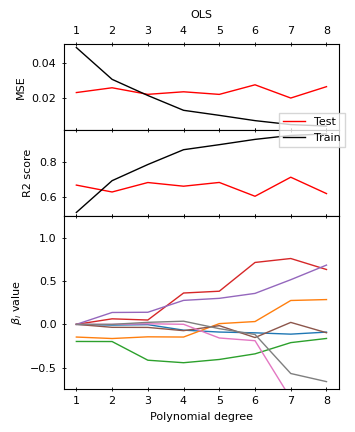 OLS
1 2 3 4 5 6 7 8
0.04
0.02
MSE
Test
Train
0.8
0.6
R2 score
1.0
0.5
0.0
−0.5
βᵢ value
1 2 3 4 5 6 7 8
Polynomial degree